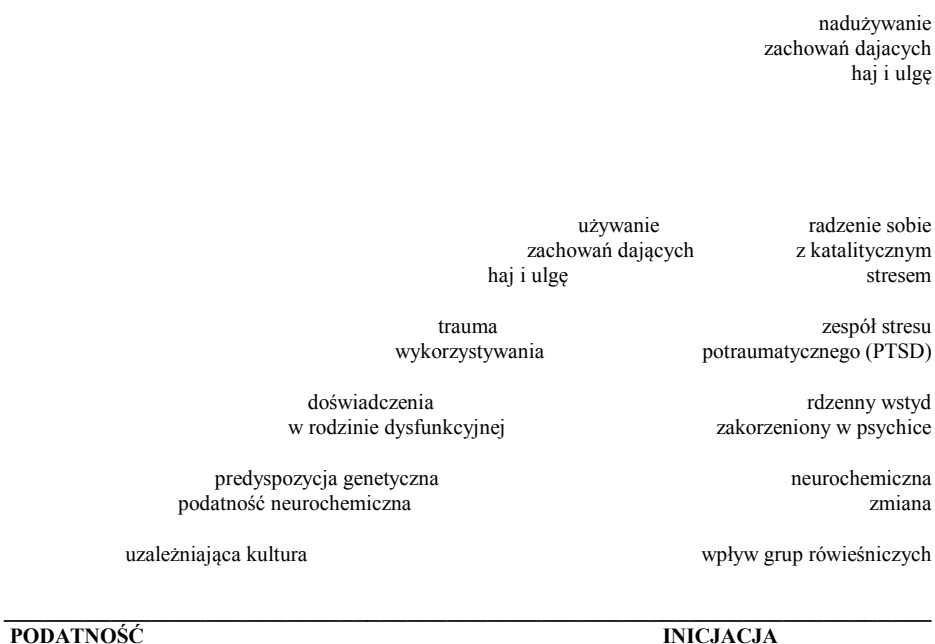 nadużywanie
zachowań dajacych
haj i ulgę
używanie radzenie sobie
zachowań dających z katalitycznym
haj i ulgę stresem
trauma zespół stresu
wykorzystywania potraumatycznego (PTSD)
doświadczenia rdzenny wstyd
w rodzinie dysfunkcyjnej zakorzeniony w psychice
predyspozycja genetyczna neurochemiczna
podatność neurochemiczna zmiana
uzależniająca kultura wpływ grup rówieśniczych
PODATNOŚĆ INICJACJA